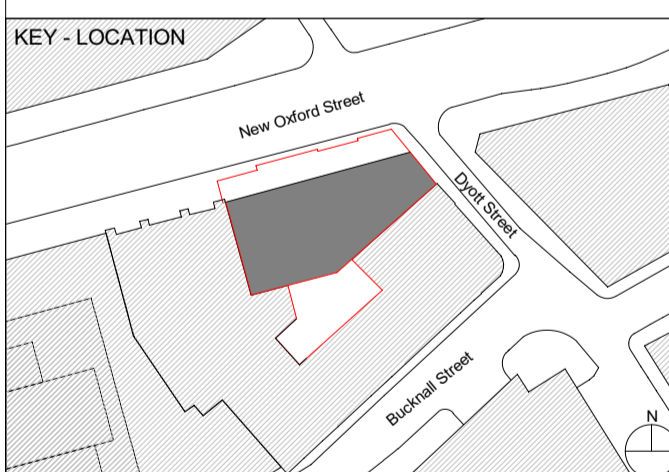 KEY - LOCATION
New Oxford Street
Dyott Street
Bucknall Street
N